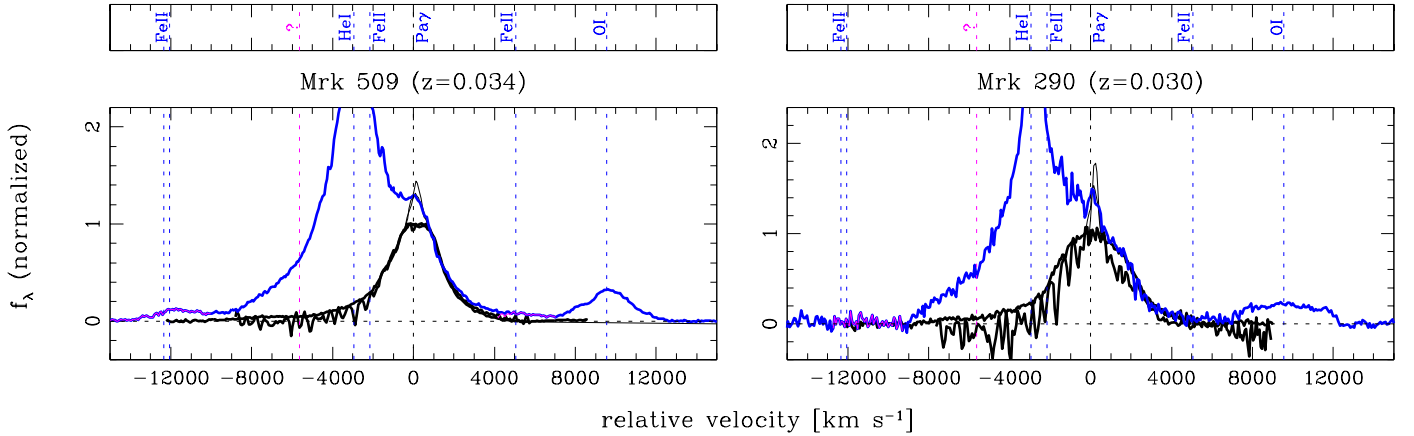 FeII ? HeI FeII Paγ FeII OI FeII ? HeI FeII Paγ FeII OI
Mrk 509 (z=0.034) Mrk 290 (z=0.030)
f_λ (normalized)
2 2
1 1
0 0
−12000 −8000 −4000 0 4000 8000 12000 −12000 −8000 −4000 0 4000 8000 12000
relative velocity [km s⁻¹]